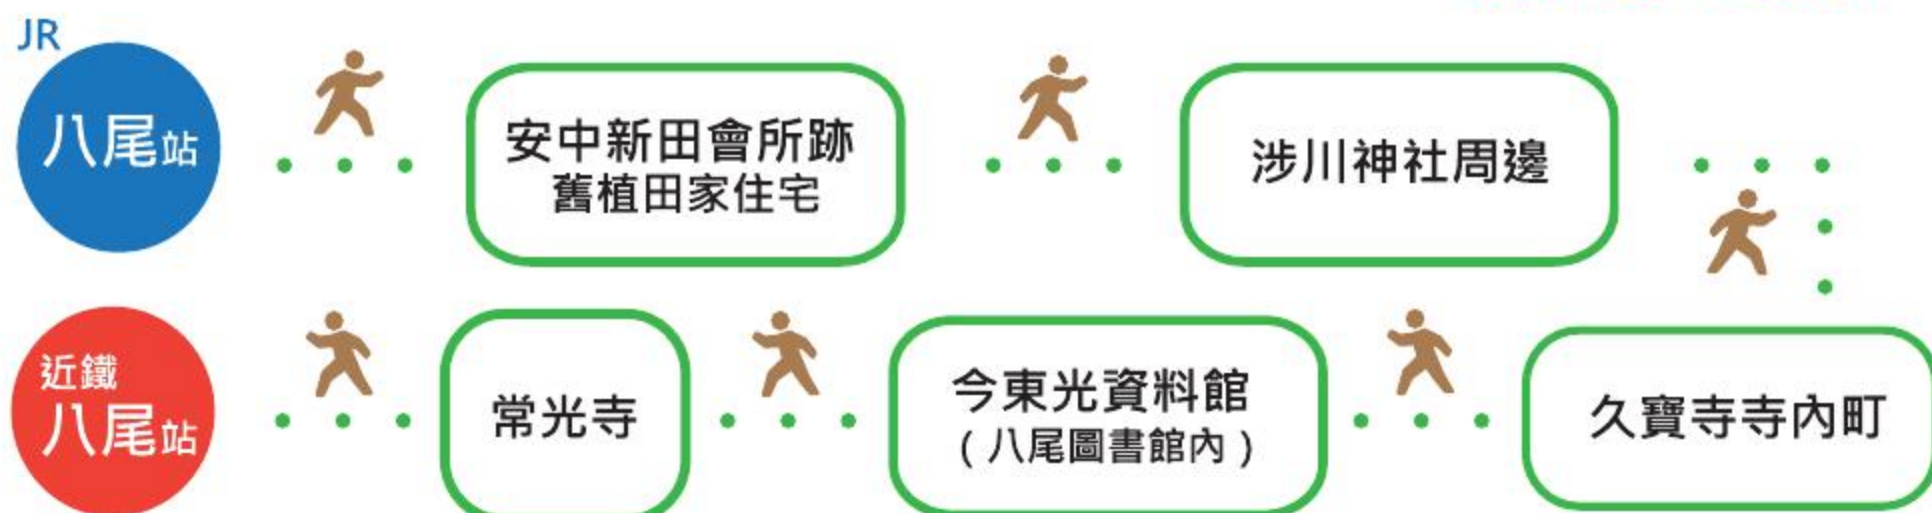 JR
八尾站
安中新田會所跡
舊植田家住宅
涉川神社周邊
近鐵
八尾站
常光寺
今東光資料館
（八尾圖書館內）
久寶寺寺內町